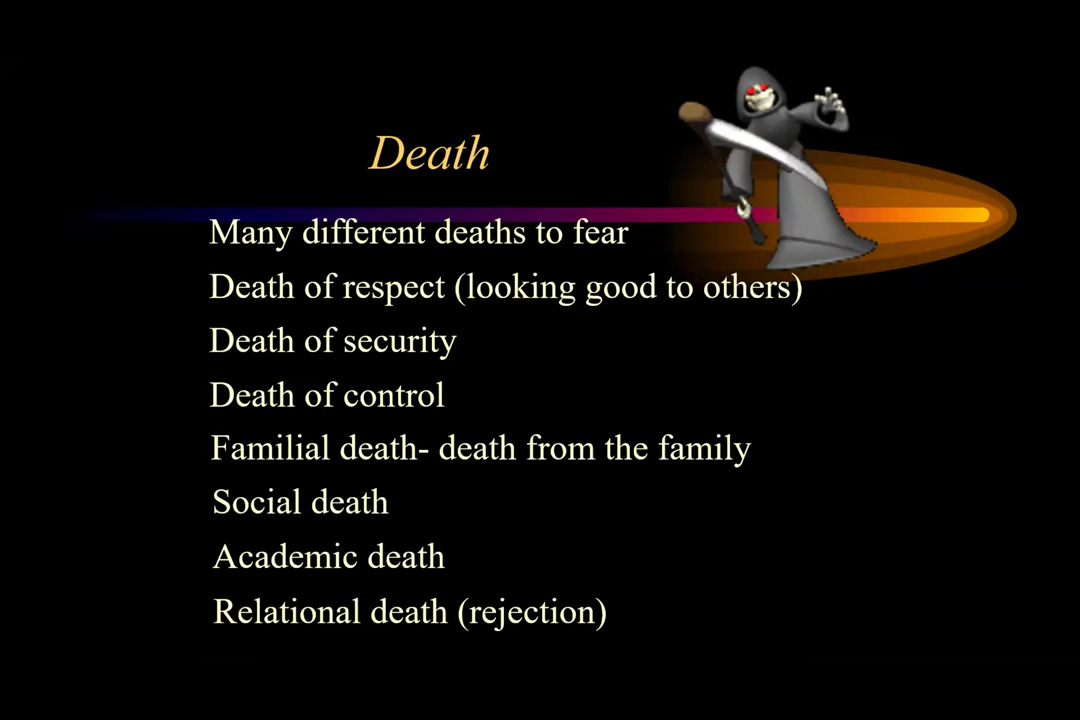 Death
Many different deaths to fear
Death of respect (looking good to others)
Death of security
Death of control
Familial death- death from the family
Social death
Academic death
Relational death (rejection)